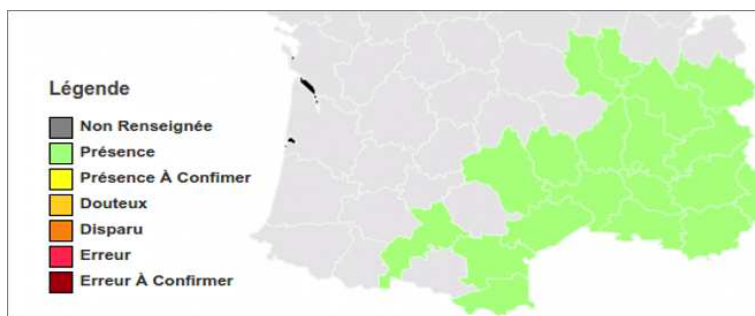 Légende
Non Renseignée
Présence
Présence À Confimer
Douteux
Disparu
Erreur
Erreur À Confirmer